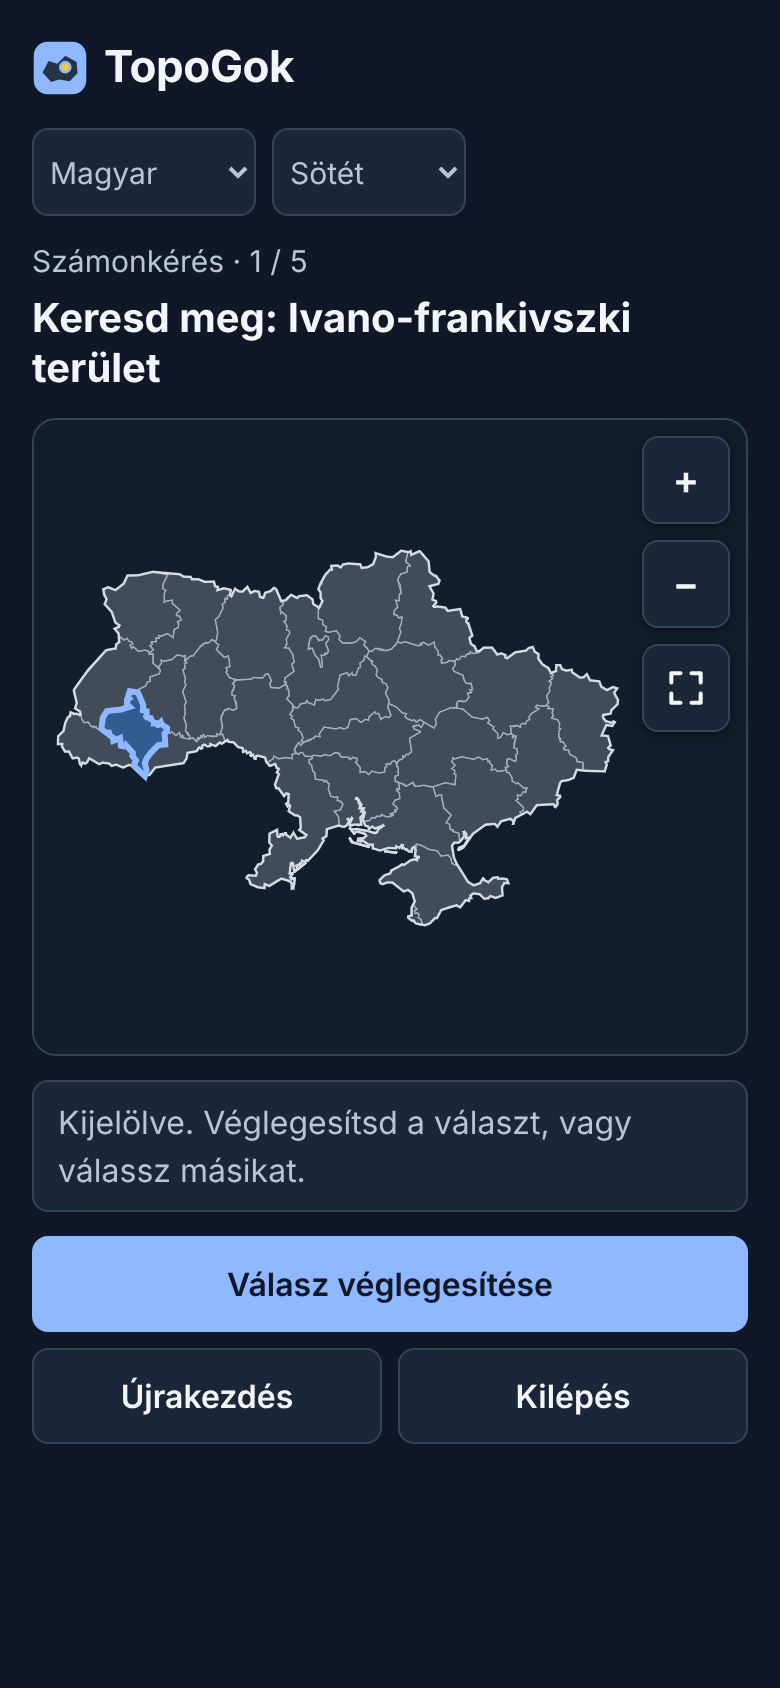 TopoGok
Magyar
Sötét
Számonkérés · 1 / 5
Keresd meg: Ivano-frankivszki
terület
+
−
Kijelölve. Véglegesítsd a választ, vagy
válassz másikat.
Válasz véglegesítése
Újrakezdés
Kilépés